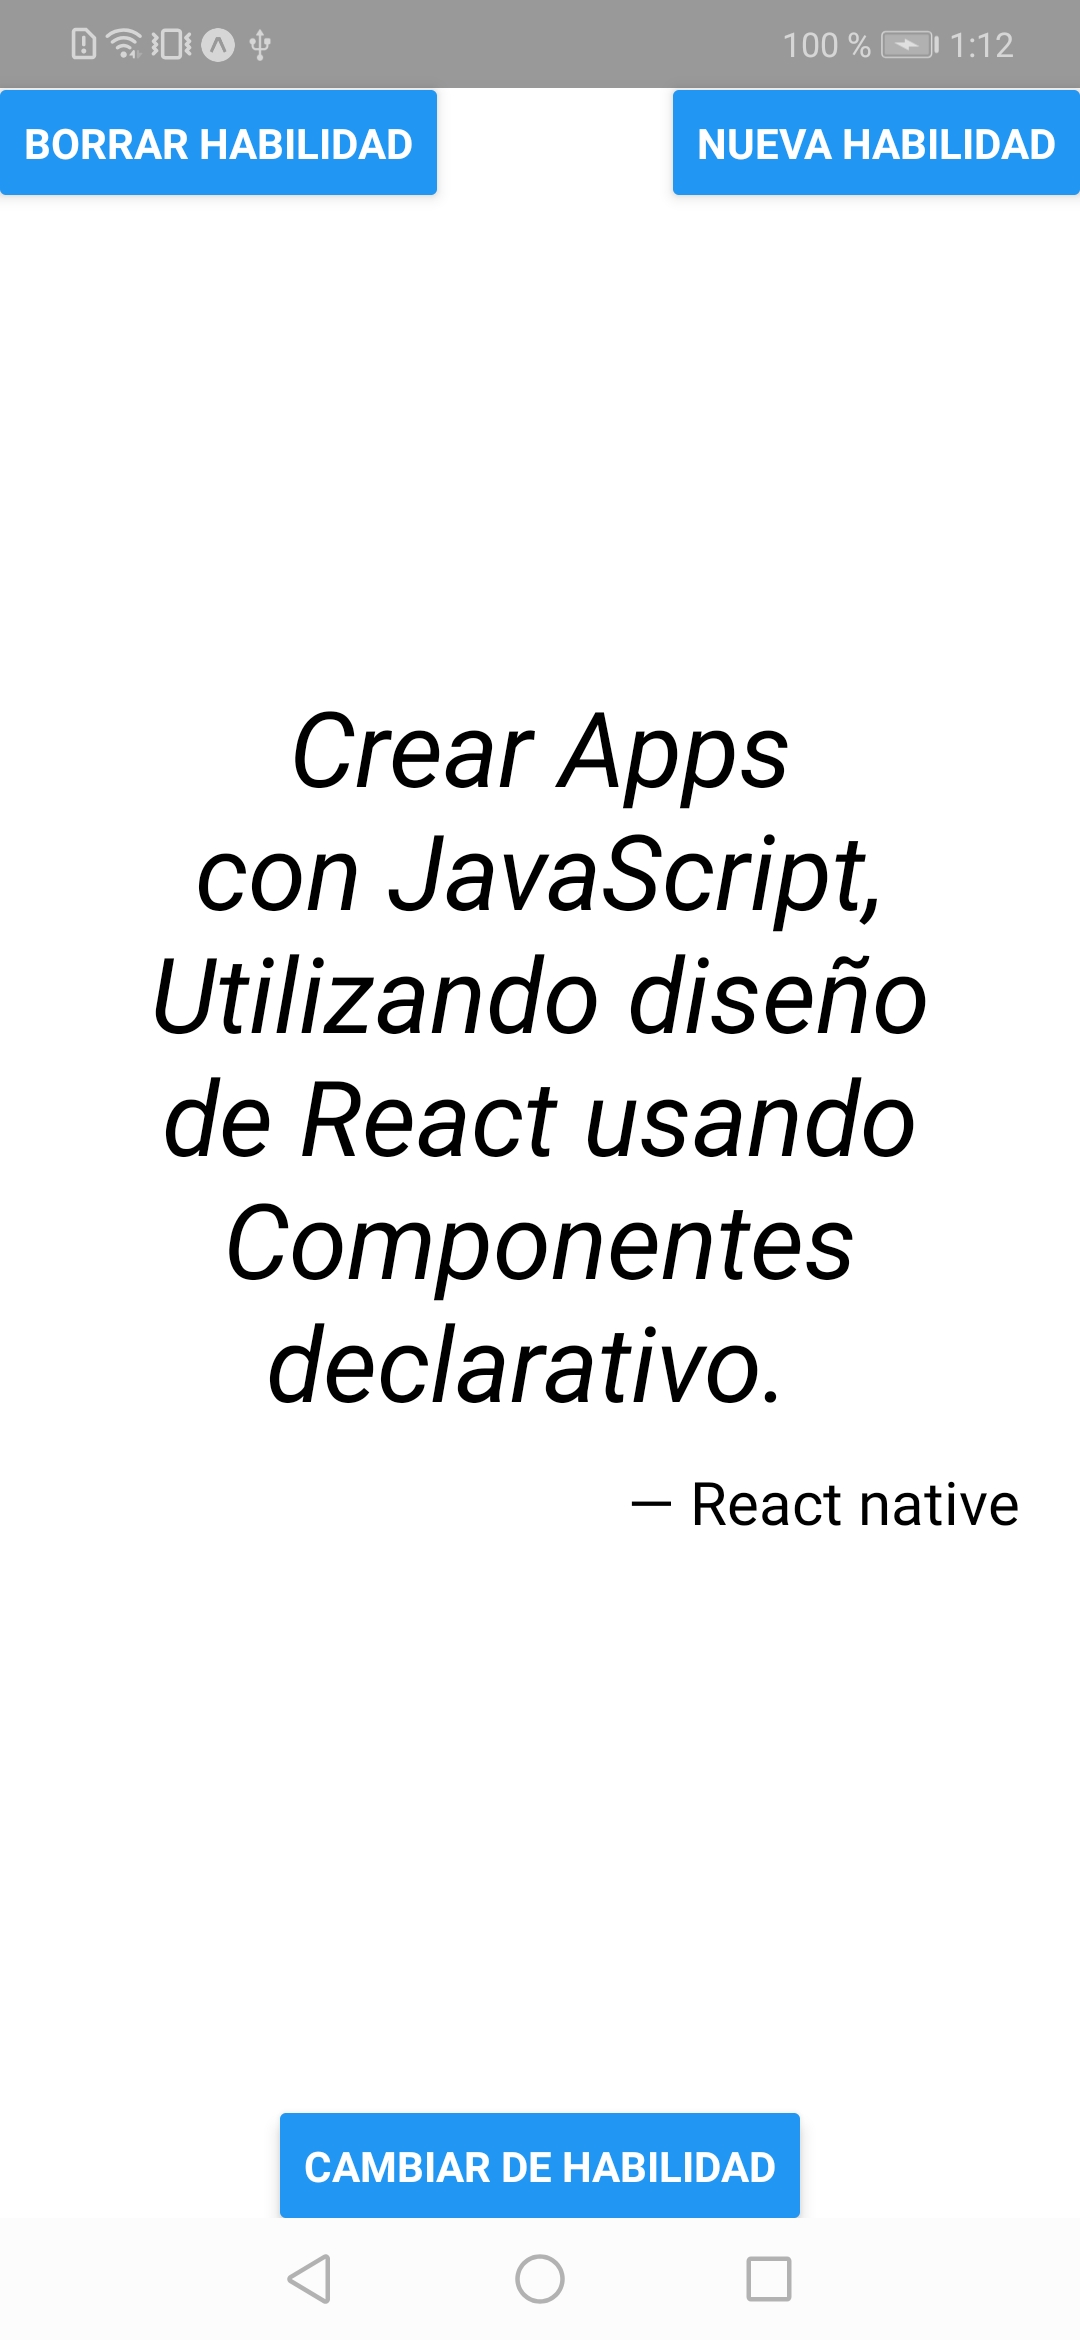 100 % 1:12
BORRAR HABILIDAD NUEVA HABILIDAD
Crear Apps
con JavaScript,
Utilizando diseño
de React usando
Componentes
declarativo.
— React native
CAMBIAR DE HABILIDAD